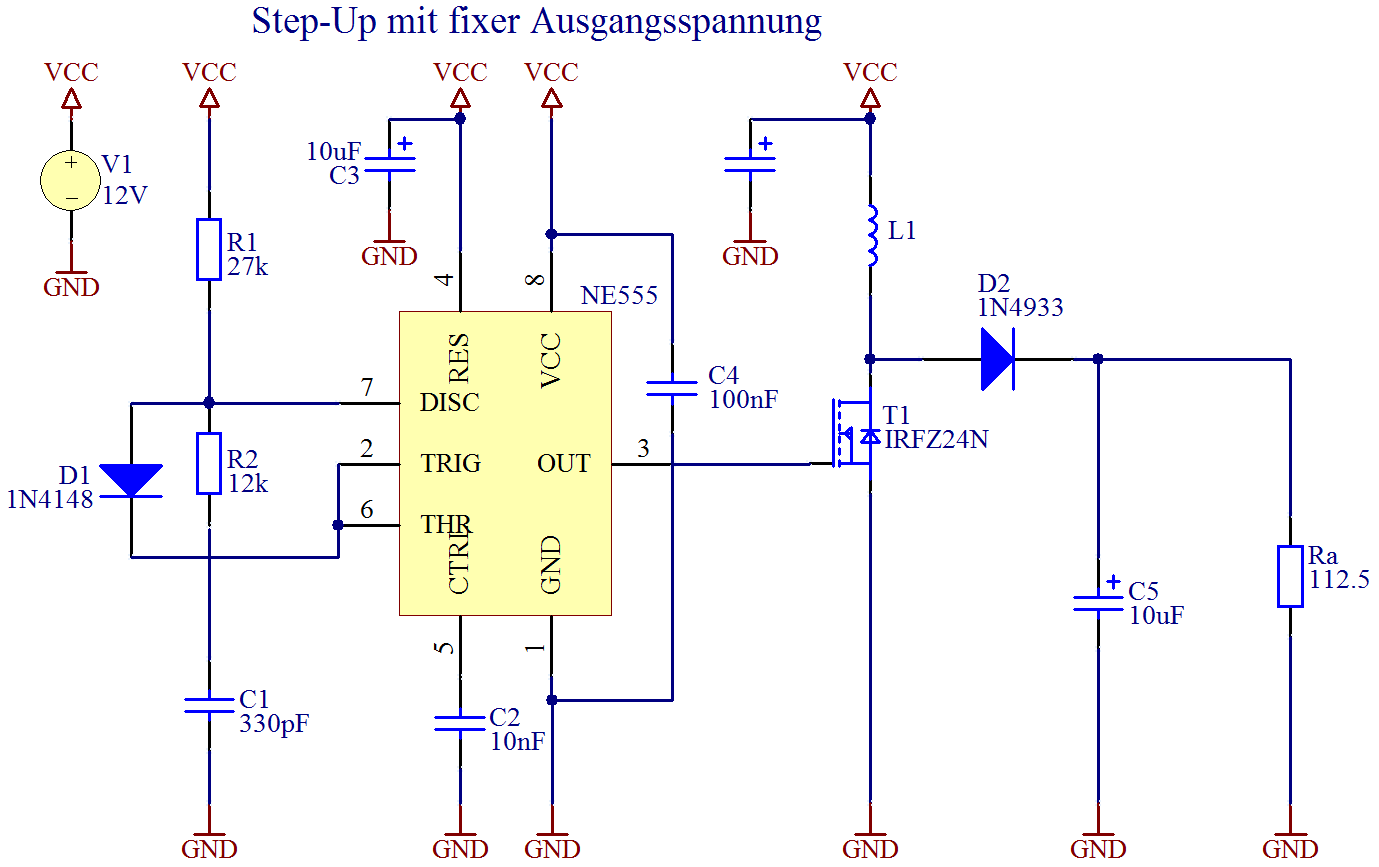 Step-Up mit fixer Ausgangsspannung
VCC
VCC
VCC
VCC
VCC
V1
12V
GND
10uF
C3
GND
GND
R1
27k
L1
4
8
NE555
D2
1N4933
RES
VCC
7
DISC
C4
100nF
2
TRIG
OUT
3
T1
IRFZ24N
D1
1N4148
R2
12k
6
THR
CTRL
GND
5
1
Ra
112.5
C5
10uF
C1
330pF
C2
10nF
GND
GND
GND
GND
GND
GND